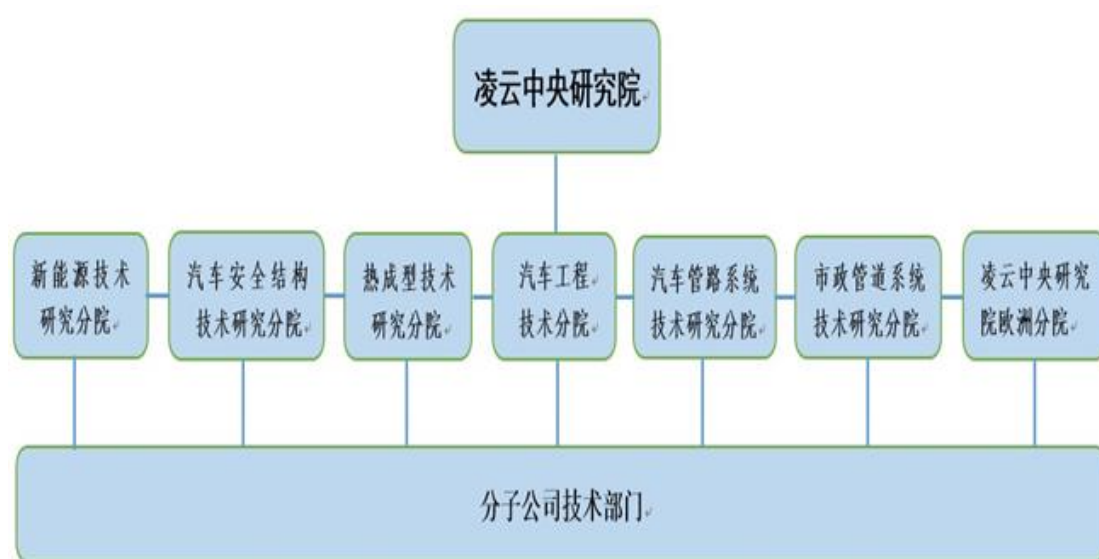 凌云中央研究院
新能源技术
研究分院
汽车安全结构
技术研究分院
热成型技术
研究分院
汽车工程
技术分院
汽车管路系统
技术研究分院
市政管道系统
技术研究分院
凌云中央研究
院欧洲分院
分子公司技术部门